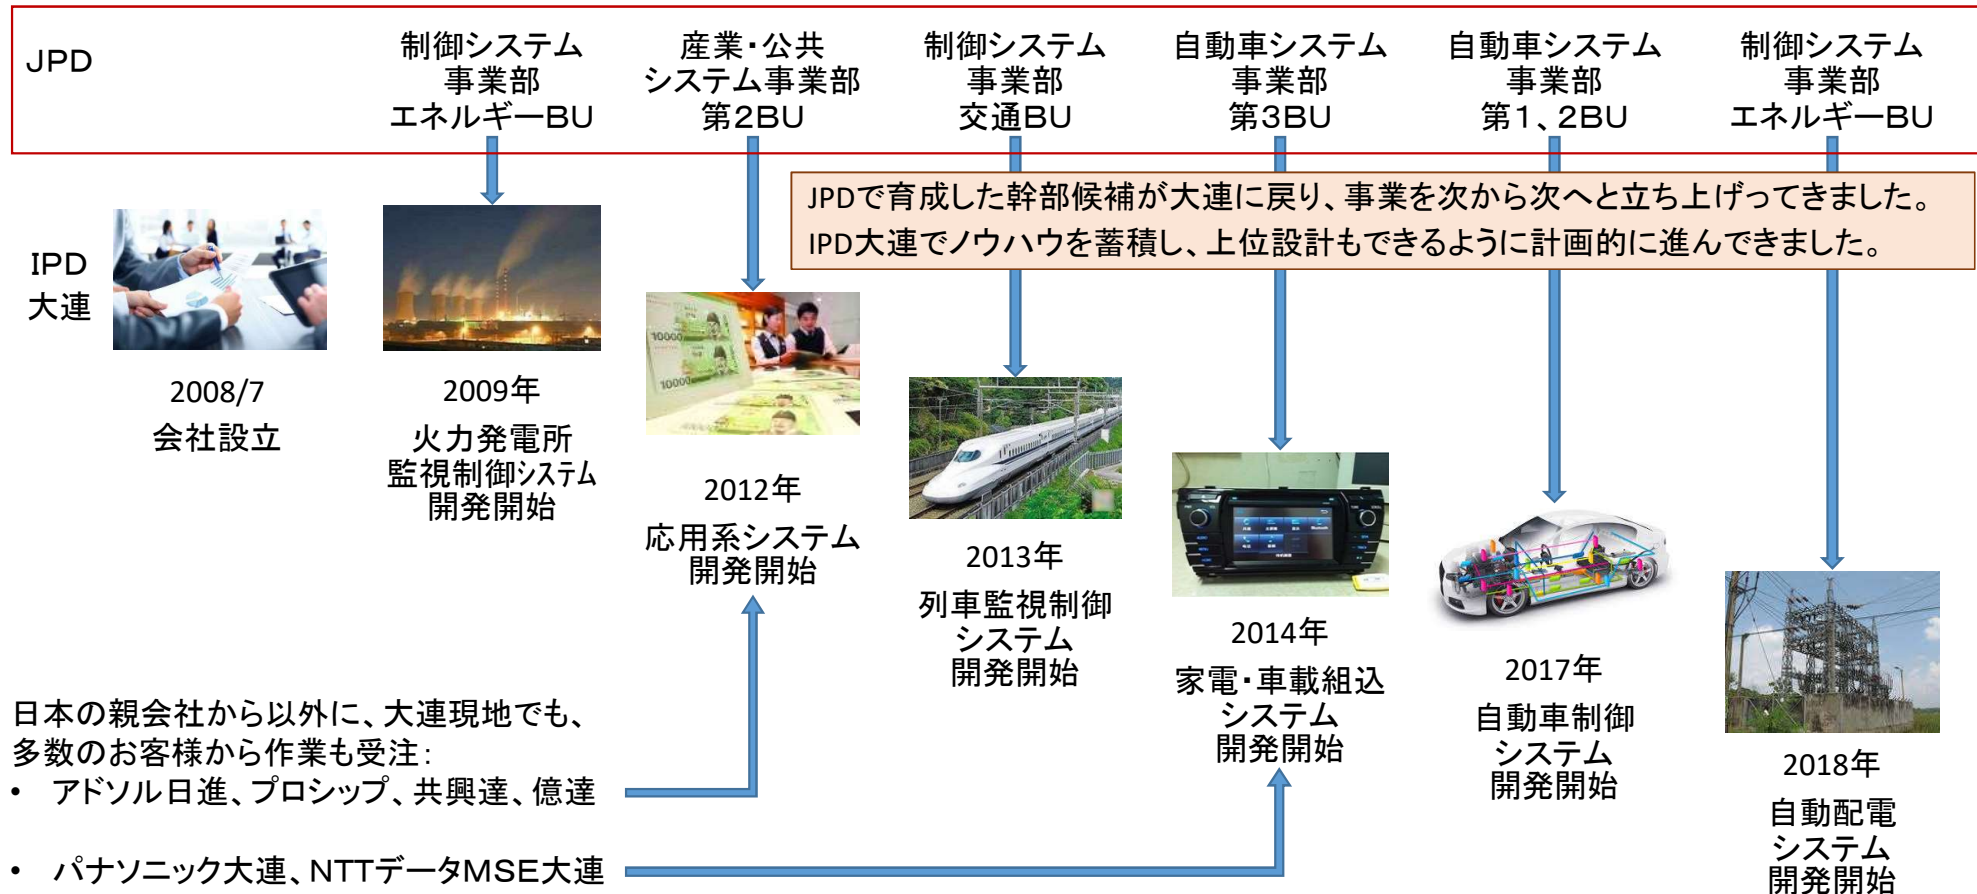 JPD
制御システム
事業部
エネルギーBU
産業・公共
システム事業部
第2BU
制御システム
事業部
交通BU
自動車システム
事業部
第3BU
自動車システム
事業部
第1、2BU
制御システム
事業部
エネルギーBU
JPDで育成した幹部候補が大連に戻り、事業を次から次へと立ち上げってきました。
IPD大連でノウハウを蓄積し、上位設計もできるように計画的に進んできました。
IPD
大連
2008/7
会社設立
2009年
火力発電所
監視制御ｼｽﾃﾑ
開発開始
10000
10000
2012年
応用系システム
開発開始
2013年
列車監視制御
システム
開発開始
2014年
家電・車載組込
システム
開発開始
2017年
自動車制御
システム
開発開始
2018年
自動配電
システム
開発開始
日本の親会社から以外に、大連現地でも、
多数のお客様から作業も受注：
• アドソル日進、プロシップ、共興達、億達
• パナソニック大連、NTTデータMSE大連